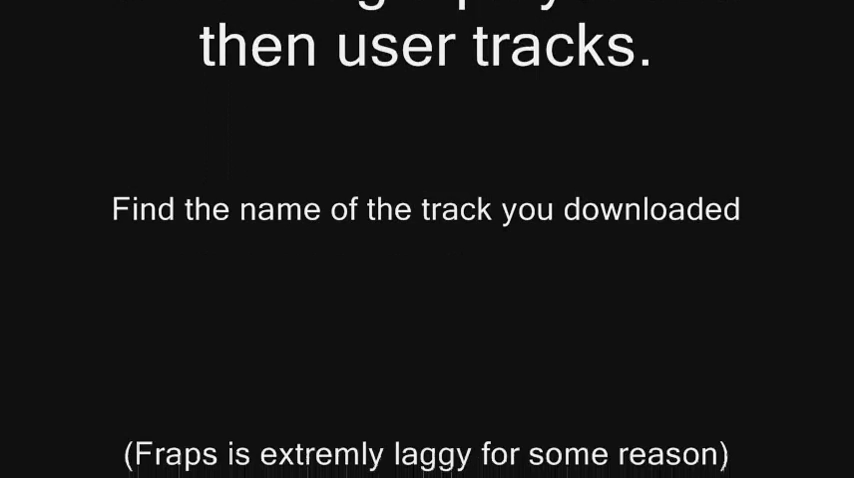 then user tracks.
Find the name of the track you downloaded
(Fraps is extremly laggy for some reason)